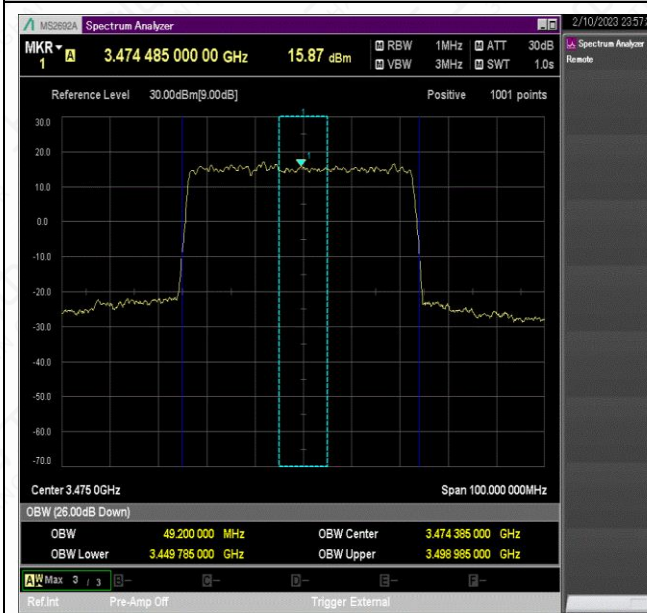 MS2692A Spectrum Analyzer 2/10/2023 23:57:
MKR 1 A 3.474 485 000 00 GHz 15.87 dBm M RBW 1MHz M ATT 30dB
M VBW 3MHz M SWT 1.0s
Spectrum Analyzer
Remote
Reference Level 30.00dBm[9.00dB] Positive 1001 points
1
30.0
20.0
1
10.0
0.0
-10.0
-20.0
-30.0
-40.0
-50.0
-60.0
-70.0
Center 3.475 0GHz Span 100.000 000MHz
OBW (26.00dB Down)
OBW 49.200 000 MHz OBW Center 3.474 385 000 GHz
OBW Lower 3.449 785 000 GHz OBW Upper 3.498 985 000 GHz
A W Max 3 / 3 B- C- D- E- F-
Ref.Int Pre-Amp Off Trigger External